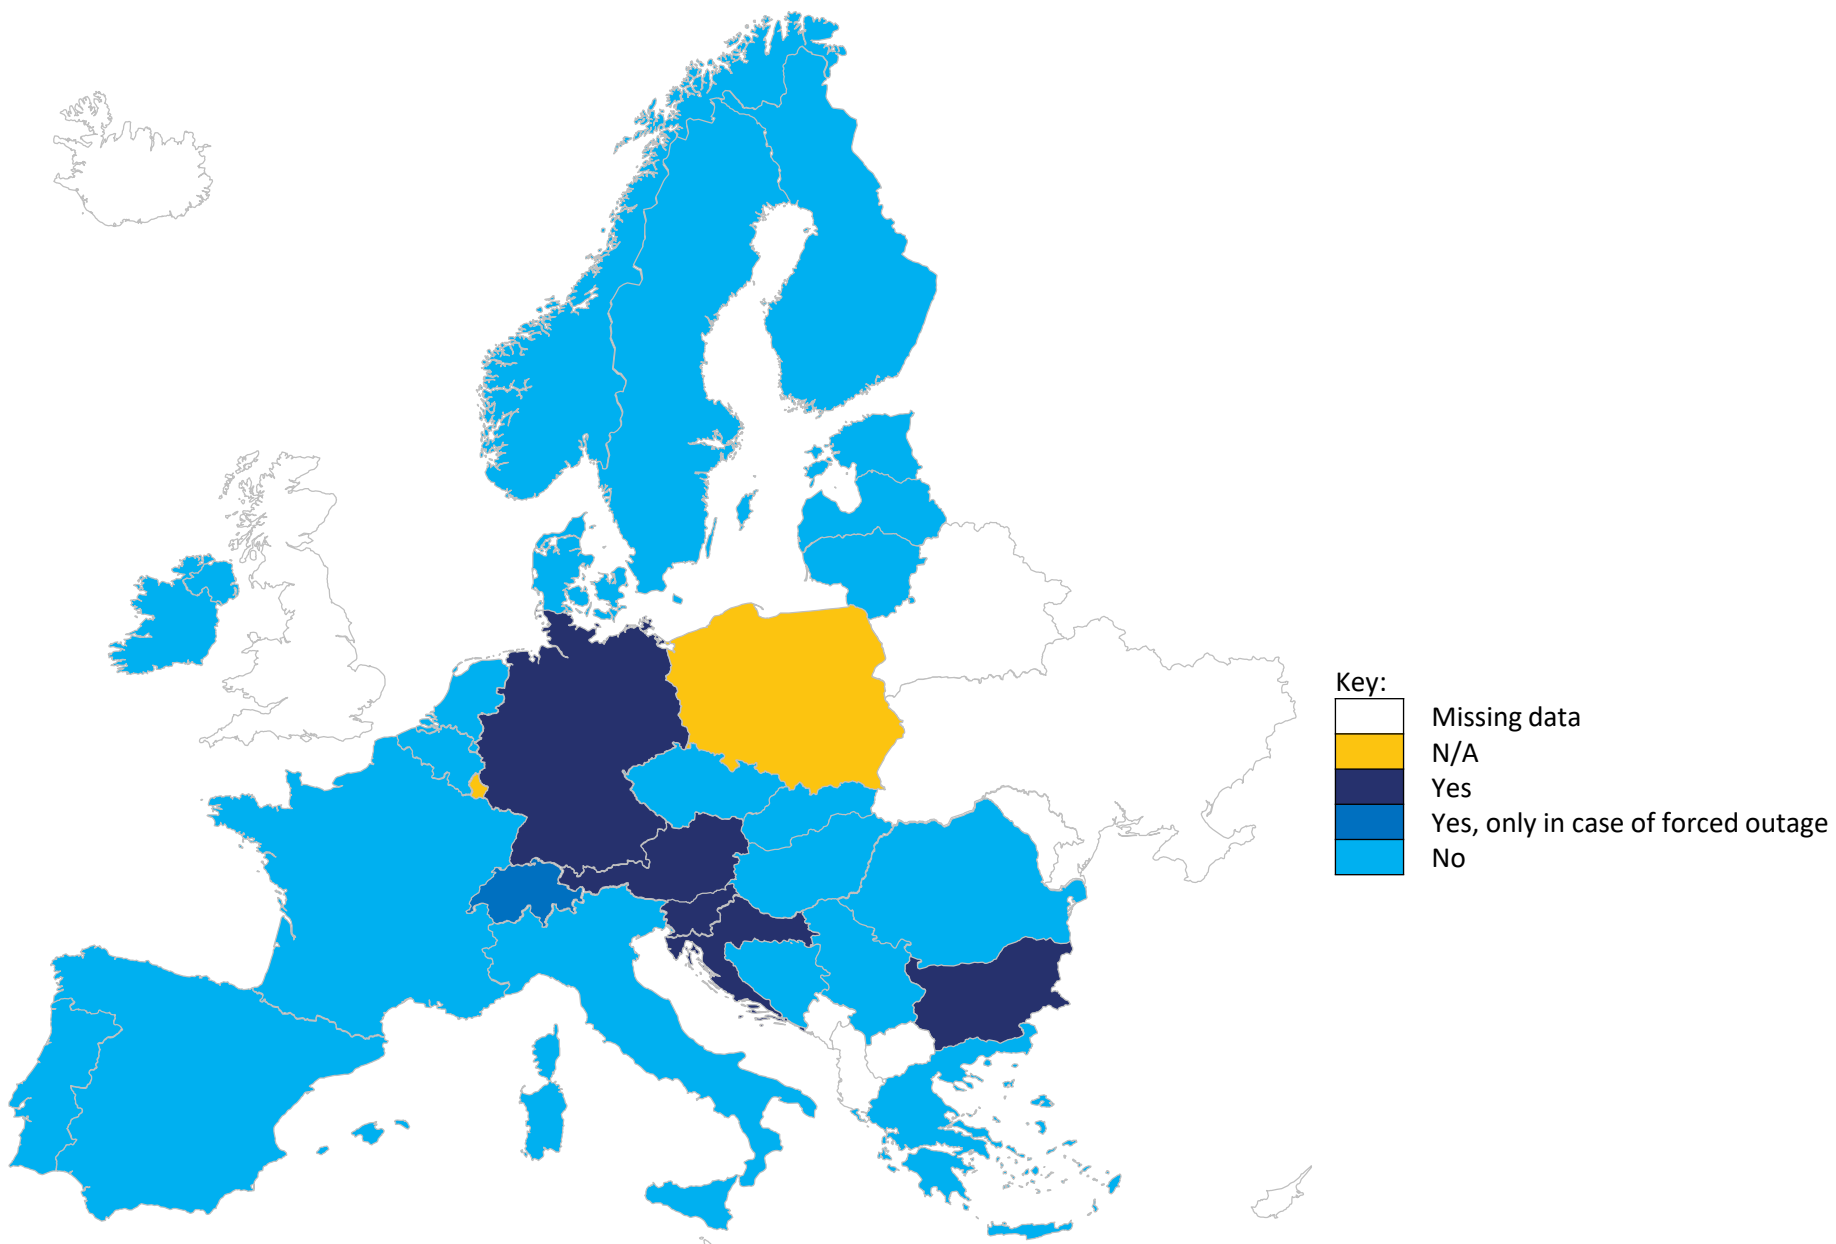 Key:
Missing data
N/A
Yes
Yes, only in case of forced outage
No